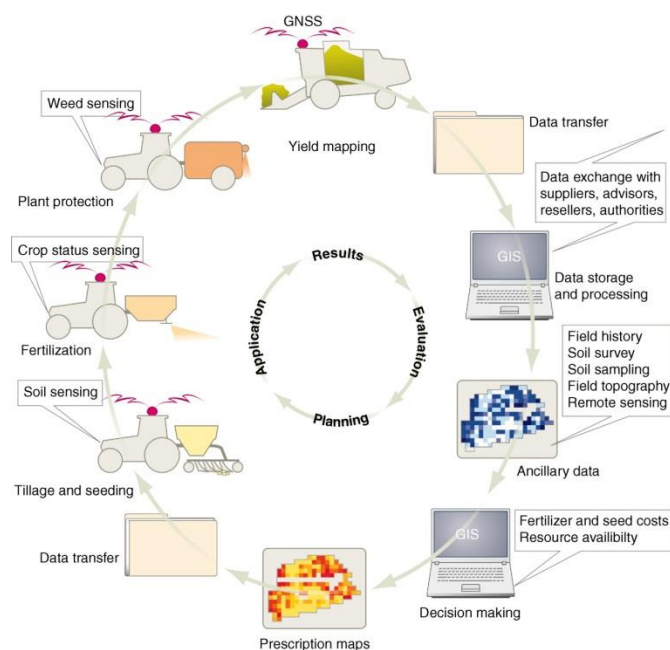 GNSS
Yield mapping
Data transfer
Data exchange with
suppliers, advisors,
resellers, authorities
GIS
Data storage
and processing
Field history
Soil survey
Soil sampling
Field topography
Remote sensing
Ancillary data
Fertilizer and seed costs
Resource availibilty
GIS
Decision making
Prescription maps
Data transfer
Soil sensing
Tillage and seeding
Crop status sensing
Fertilization
Weed sensing
Plant protection
Results
Evaluation
Planning
Application